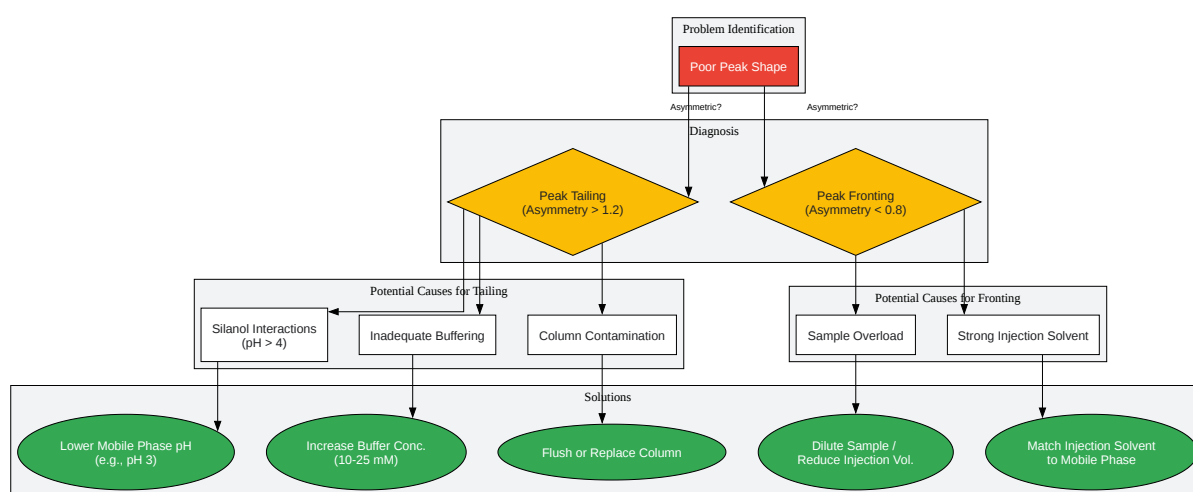 Problem Identification
Poor Peak Shape
Asymmetric?
Asymmetric?
Diagnosis
Peak Tailing
(Asymmetry > 1.2)
Peak Fronting
(Asymmetry < 0.8)
Potential Causes for Tailing
Silanol Interactions
(pH > 4)
Inadequate Buffering
Column Contamination
Potential Causes for Fronting
Sample Overload
Strong Injection Solvent
Solutions
Lower Mobile Phase pH
(e.g., pH 3)
Increase Buffer Conc.
(10-25 mM)
Flush or Replace Column
Dilute Sample /
Reduce Injection Vol.
Match Injection Solvent
to Mobile Phase